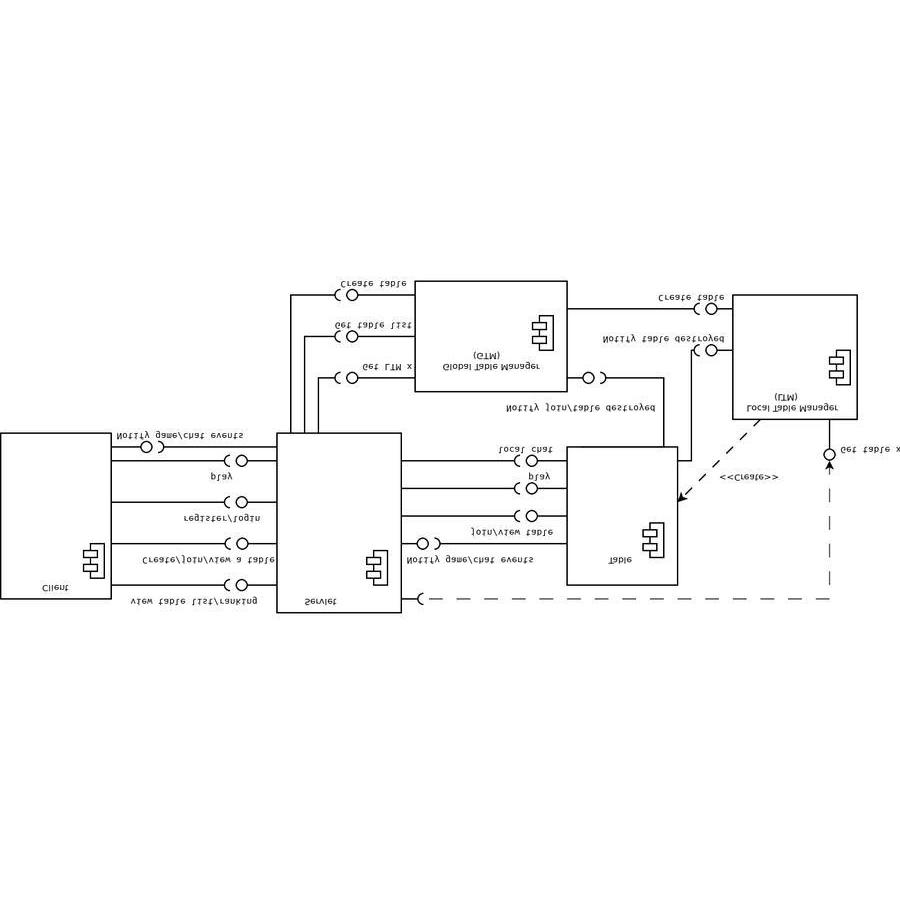 view table list/ranking
Client
Create/join/view a table
register/login
play
Notify game/chat events
Servlet
Notify game/chat events
join/view table
play
local chat
Table
<<Create>>
Get table x
Notify join/table destroyed
Local Table Manager
(LTM)
Get LTM x
Global Table Manager
(GTM)
Notify table destroyed
Get table list
Create table
Create table